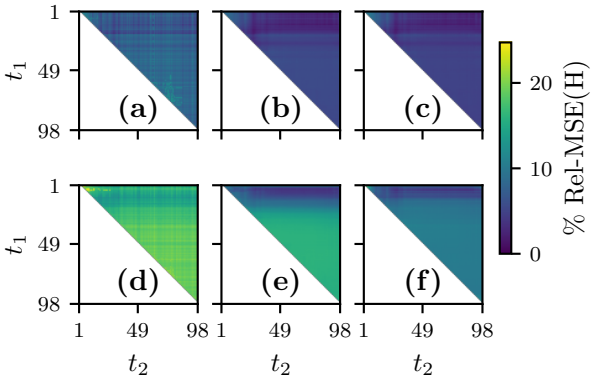 1
49
98
t₁
(a)
(b)
(c)
1
49
98
t₁
(d)
(e)
(f)
1 49 98
1 49 98
1 49 98
t₂
t₂
t₂
20
10
0
% Rel-MSE(H)